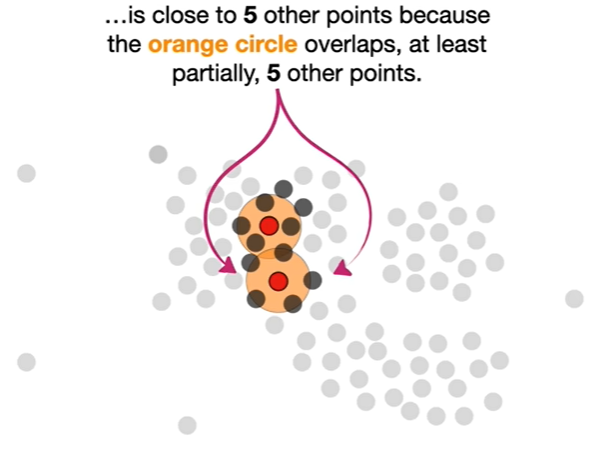 ...is close to 5 other points because
the orange circle overlaps, at least
partially, 5 other points.